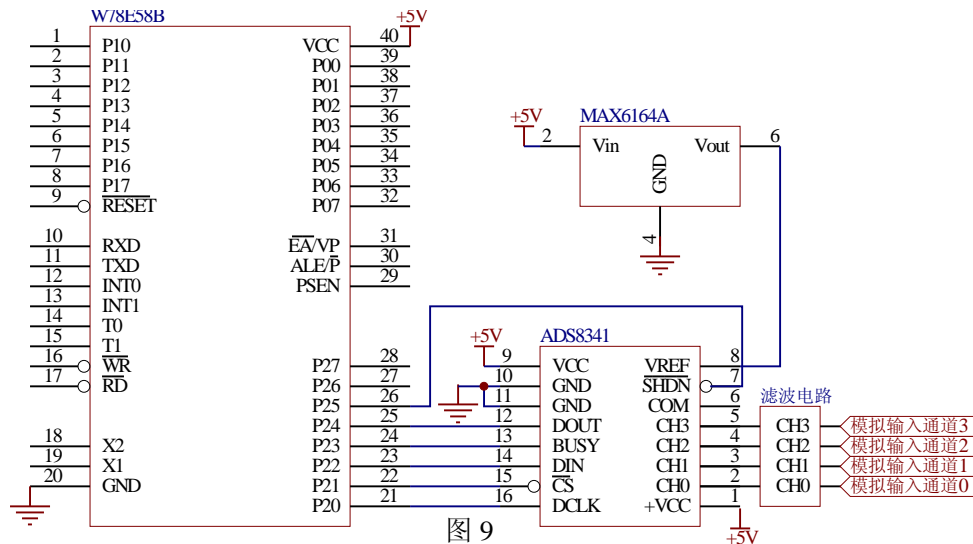 W78E58B
+5V
1 P10 VCC 40
2 P11 P00 39
3 P12 P01 38
4 P13 P02 37
5 P14 P03 36
6 P15 P04 35
7 P16 P05 34
8 P17 P06 33
9 RESET P07 32
10 RXD EA/VP 31
11 TXD ALE/P 30
12 INT0 PSEN 29
13 INT1
14 T0
15 T1
16 WR P27 28
17 RD P26 27
P25 26
P24 25
18 X2 P23 24
19 X1 P22 23
20 GND P21 22
P20 21
MAX6164A
+5V
2 Vin Vout 6
GND
4
ADS8341
+5V
9 VCC VREF 8
10 GND SHDN 7
11 GND COM 6
12 DOUT CH3 5
13 BUSY CH2 4
14 DIN CH1 3
15 CS CH0 2
16 DCLK +VCC 1
+5V
滤波电路
CH3 模拟输入通道3
CH2 模拟输入通道2
CH1 模拟输入通道1
CH0 模拟输入通道0
图 9